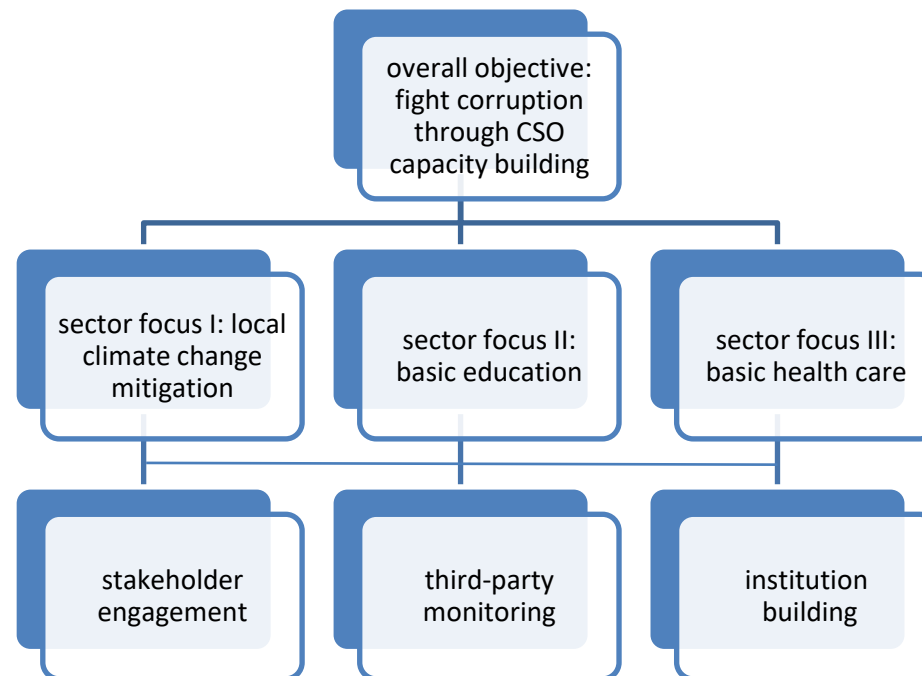 overall objective:
fight corruption
through CSO
capacity building
sector focus I: local
climate change
mitigation
sector focus II:
basic education
sector focus III:
basic health care
stakeholder
engagement
third-party
monitoring
institution
building